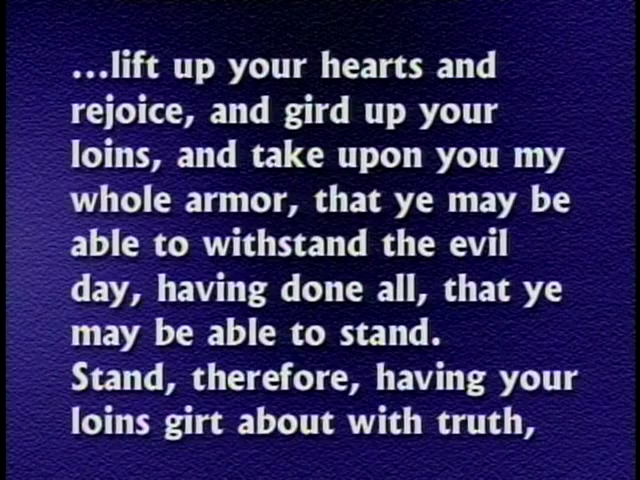 ...lift up your hearts and
rejoice, and gird up your
loins, and take upon you my
whole armor, that ye may be
able to withstand the evil
day, having done all, that ye
may be able to stand.
Stand, therefore, having your
loins girt about with truth,